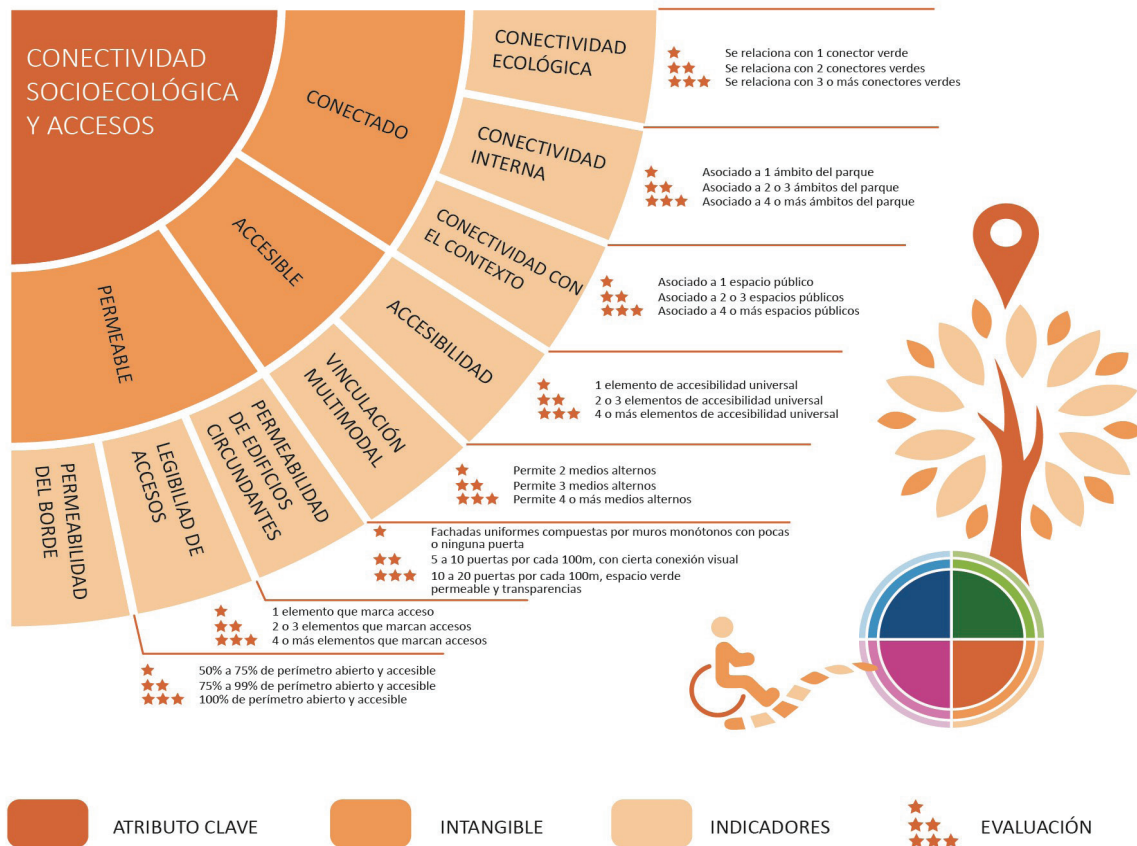 CONECTIVIDAD
SOCIOECOLÓGICA
Y ACCESOS
CONECTADO
ACCESIBLE
PERMEABLE
CONECTIVIDAD
ECOLÓGICA
Se relaciona con 1 conector verde
Se relaciona con 2 conectores verdes
Se relaciona con 3 o más conectores verdes
CONECTIVIDAD
INTERNA
Asociado a 1 ámbito del parque
Asociado a 2 o 3 ámbitos del parque
Asociado a 4 o más ámbitos del parque
CONECTIVIDAD CON
EL CONTEXTO
Asociado a 1 espacio público
Asociado a 2 o 3 espacios públicos
Asociado a 4 o más espacios públicos
ACCESIBILIDAD
1 elemento de accesibilidad universal
2 o 3 elementos de accesibilidad universal
4 o más elementos de accesibilidad universal
VINCULACIÓN
MULTIMODAL
Permite 2 medios alternos
Permite 3 medios alternos
Permite 4 o más medios alternos
PERMEABILIDAD
DE EDIFICIOS
CIRCUNDANTES
Fachadas uniformes compuestas por muros monótonos con pocas
o ninguna puerta
5 a 10 puertas por cada 100m, con cierta conexión visual
10 a 20 puertas por cada 100m, espacio verde
permeable y transparencias
LEGIBILIAD DE
ACCESOS
1 elemento que marca acceso
2 o 3 elementos que marcan accesos
4 o más elementos que marcan accesos
PERMEABILIDAD
DEL BORDE
50% a 75% de perímetro abierto y accesible
75% a 99% de perímetro abierto y accesible
100% de perímetro abierto y accesible
ATRIBUTO CLAVE
INTANGIBLE
INDICADORES
EVALUACIÓN